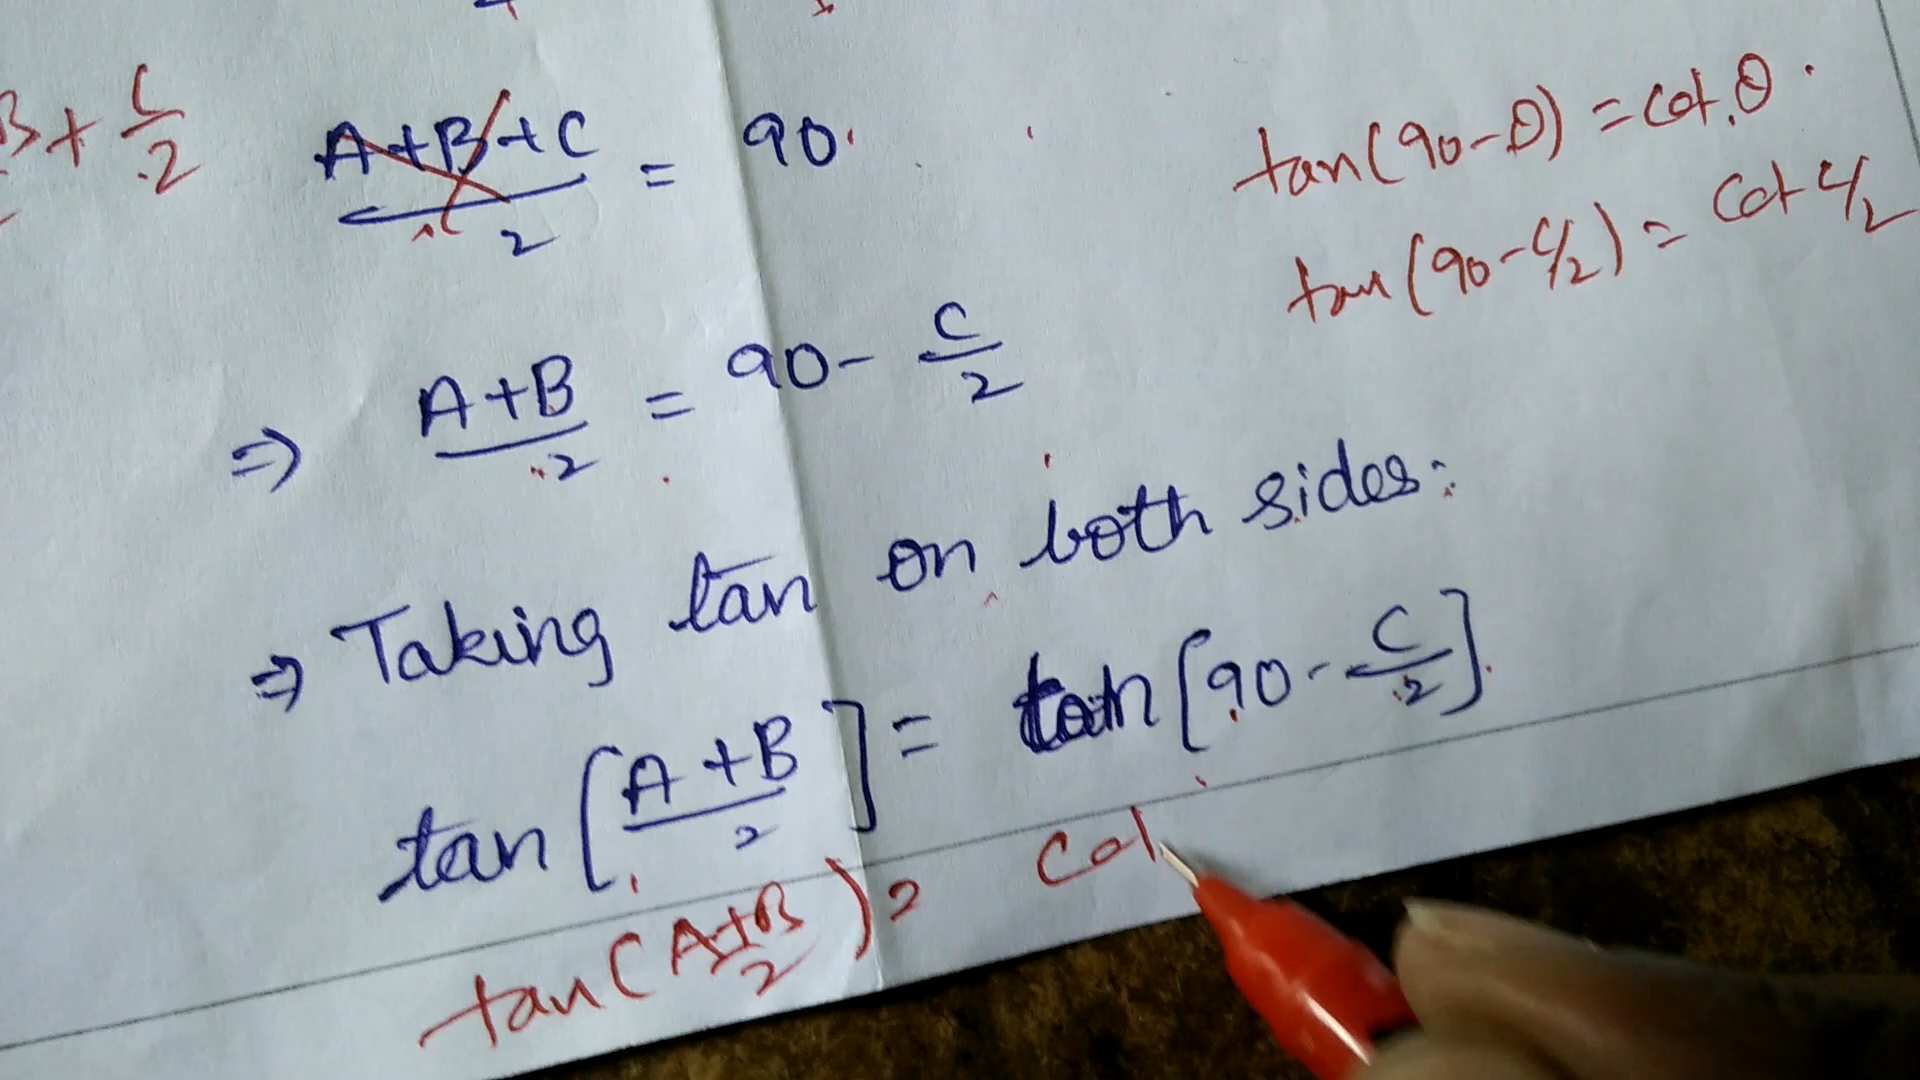 B + C/2
A+B+C/2 = 90
tan(90-θ) = cot θ
tan(90-C/2) = cot C/2
⇒ A+B/2 = 90 - C/2
⇒ Taking tan on both sides:
tan[A+B/2] = tan[90-C/2]
tan(A+B/2) = cot